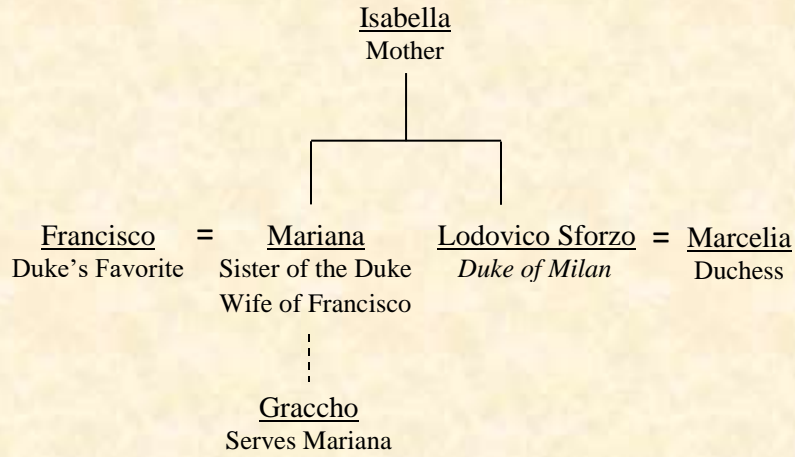 Isabella
Mother
Francisco = Mariana Lodovico Sforzo = Marcelia
Duke’s Favorite Sister of the Duke Duke of Milan Duchess
Wife of Francisco
Graccho
Serves Mariana